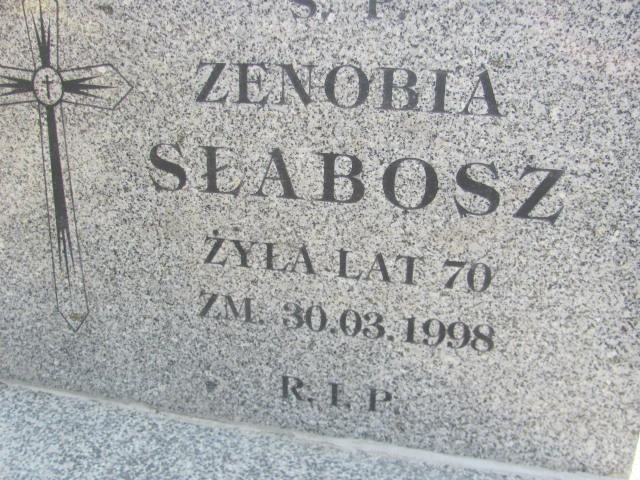 Ś. P.
ZENOBIA
SŁABOSZ
ŻYŁA LAT 70
ZM. 30.03.1998
R. I. P.